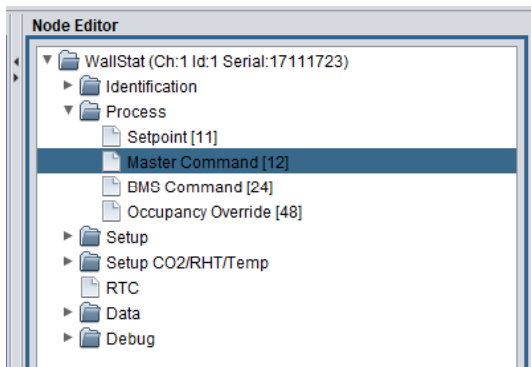 Node Editor
WallStat (Ch:1 Id:1 Serial:17111723)
Identification
Process
Setpoint [11]
Master Command [12]
BMS Command [24]
Occupancy Override [48]
Setup
Setup CO2/RHT/Temp
RTC
Data
Debug